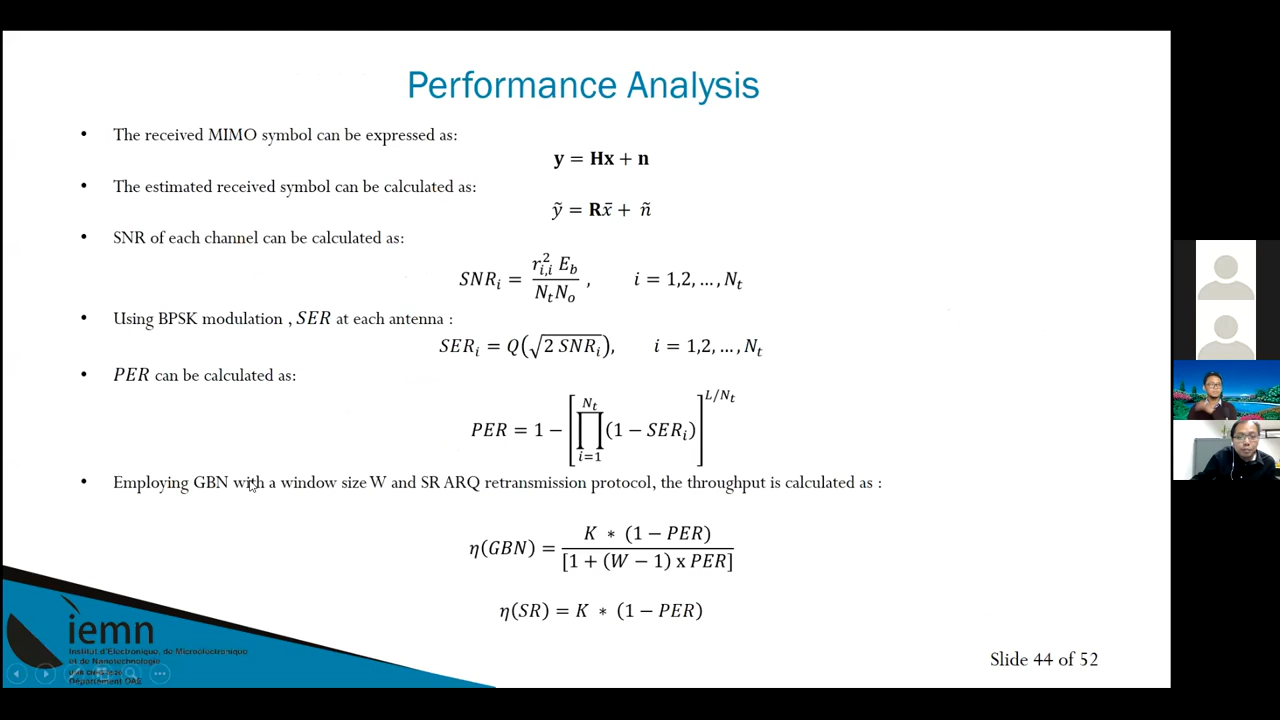 Performance Analysis
• The received MIMO symbol can be expressed as:
y = Hx + n
• The estimated received symbol can be calculated as:
ỹ = Rx̄ + ñ
• SNR of each channel can be calculated as:
SNR_i = r_{i,i}^2 E_b / N_t N_o , i = 1,2, … , N_t
• Using BPSK modulation , SER at each antenna :
SER_i = Q(√(2 SNR_i)), i = 1,2, … , N_t
• PER can be calculated as:
PER = 1 − [∏_{i=1}^{N_t} (1 − SER_i)]^{L/N_t}
• Employing GBN with a window size W and SR ARQ retransmission protocol, the throughput is calculated as :
η(GBN) = K ∗ (1 − PER) / [1 + (W − 1) x PER]
η(SR) = K ∗ (1 − PER)
iemn
Institut d'Electronique, de Microélectronique
et de Nanotechnologie
Département OAE
Slide 44 of 52